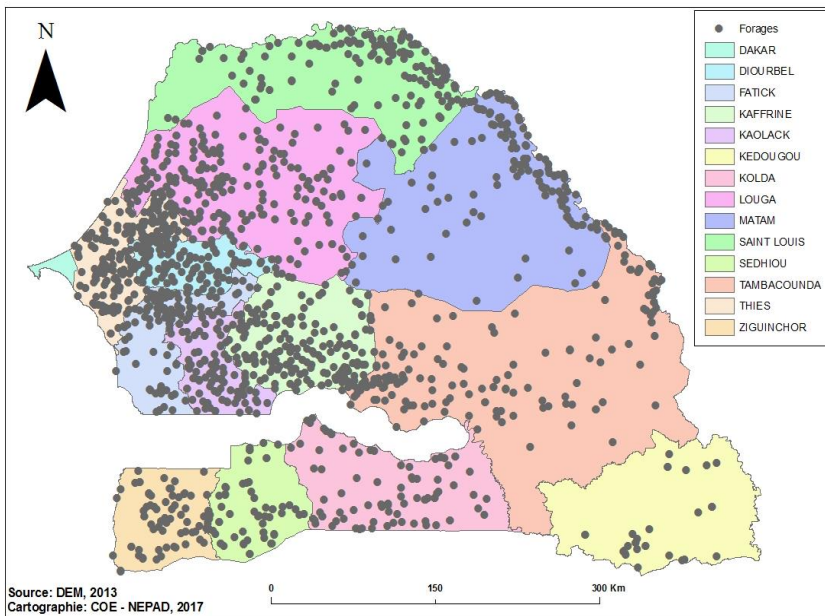 N
Forages
DAKAR
DIOURBEL
FATICK
KAFFRINE
KAOLACK
KEDOUGOU
KOLDA
LOUGA
MATAM
SAINT LOUIS
SEDHIOU
TAMBACOUNDA
THIES
ZIGUINCHOR
Source: DEM, 2013
Cartographie: COE - NEPAD, 2017
0 150 300 Km